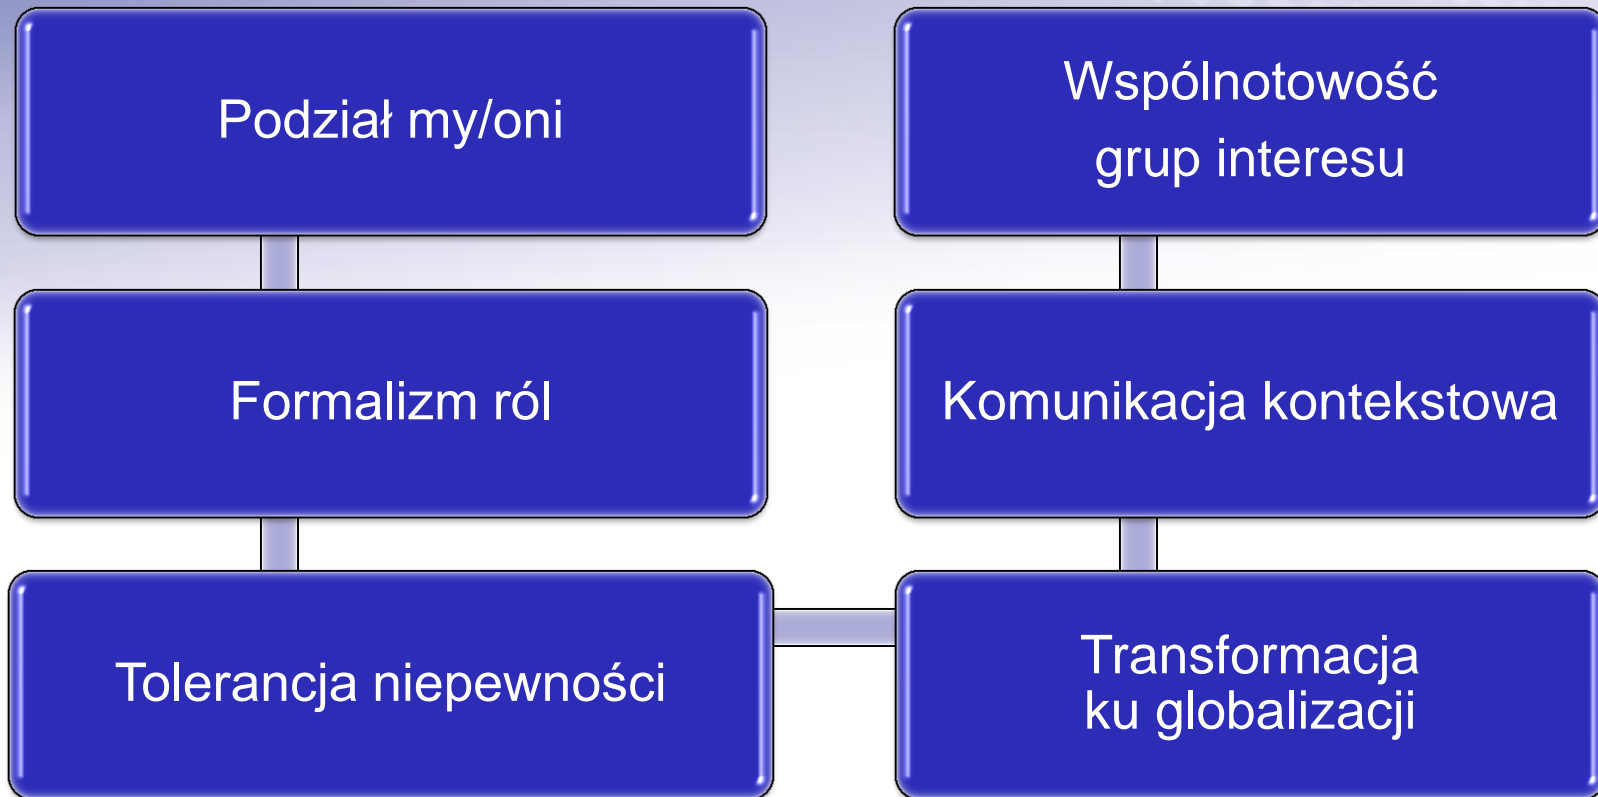 Podział my/oni
Formalizm ról
Tolerancja niepewności
Transformacja
ku globalizacji
Komunikacja kontekstowa
Wspólnotowość
grup interesu